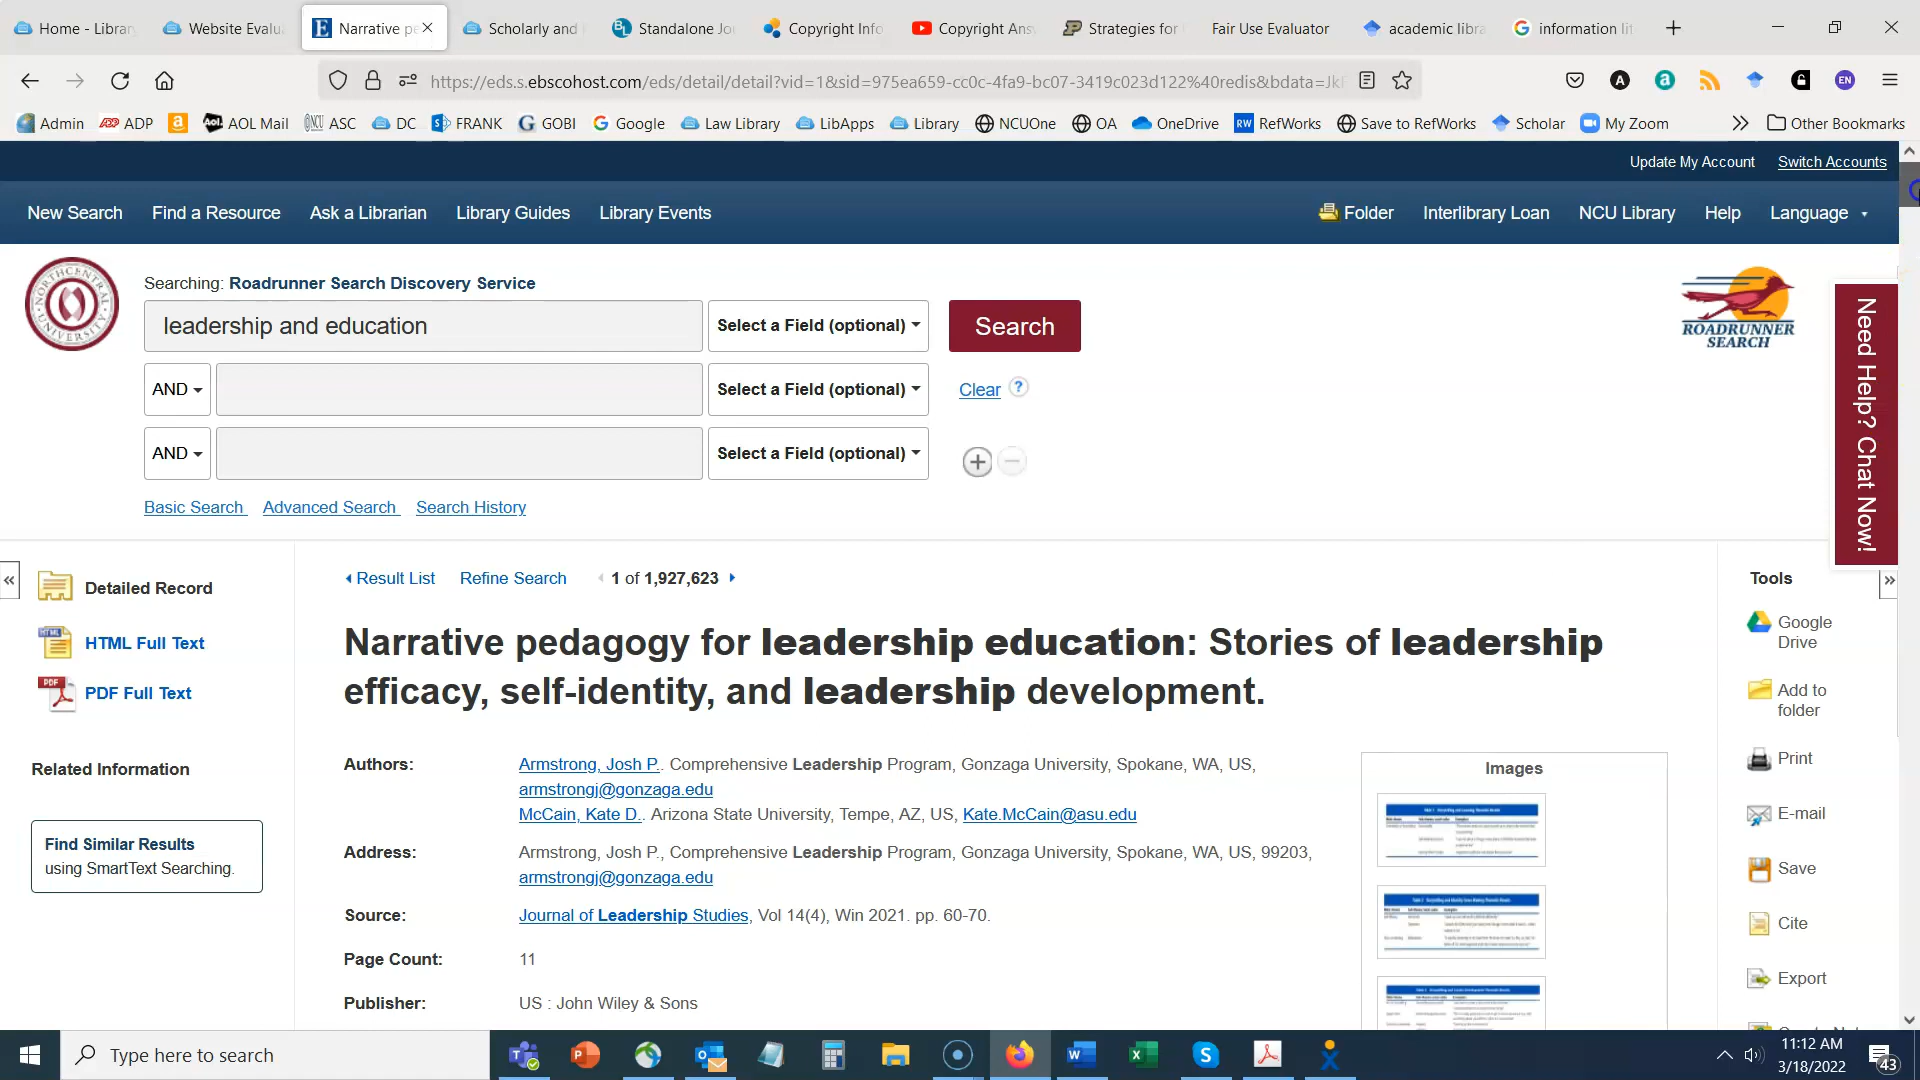 Home - Librar
Website Evalu
Narrative pe
Scholarly and
Standalone Jo
Copyright Info
Copyright Ans
Strategies for
Fair Use Evaluator
academic libra
information lit
https://eds.s.ebscohost.com/eds/detail/detail?vid=1&sid=975ea659-cc0c-4fa9-bc07-3419c023d122%40redis&bdata=JkF
Admin
ADP
AOL Mail
ASC
DC
FRANK
GOBI
Google
Law Library
LibApps
Library
NCUOne
OA
OneDrive
RefWorks
Save to RefWorks
Scholar
My Zoom
Other Bookmarks
Update My Account
Switch Accounts
New Search
Find a Resource
Ask a Librarian
Library Guides
Library Events
Folder
Interlibrary Loan
NCU Library
Help
Language
NORTHCENTRAL UNIVERSITY
Searching: Roadrunner Search Discovery Service
leadership and education
Select a Field (optional)
Search
ROADRUNNER
SEARCH
AND
Select a Field (optional)
Clear
?
AND
Select a Field (optional)
Basic Search
Advanced Search
Search History
Need Help? Chat Now!
Detailed Record
HTML Full Text
PDF Full Text
Related Information
Find Similar Results
using SmartText Searching.
Result List
Refine Search
1 of 1,927,623
Narrative pedagogy for leadership education: Stories of leadership
efficacy, self-identity, and leadership development.
Authors:
Armstrong, Josh P.. Comprehensive Leadership Program, Gonzaga University, Spokane, WA, US,
armstrongj@gonzaga.edu
McCain, Kate D.. Arizona State University, Tempe, AZ, US, Kate.McCain@asu.edu
Address:
Armstrong, Josh P., Comprehensive Leadership Program, Gonzaga University, Spokane, WA, US, 99203,
armstrongj@gonzaga.edu
Source:
Journal of Leadership Studies, Vol 14(4), Win 2021. pp. 60-70.
Page Count:
11
Publisher:
US : John Wiley & Sons
Images
Tools
Google
Drive
Add to
folder
Print
E-mail
Save
Cite
Export
Type here to search
11:12 AM
3/18/2022
43